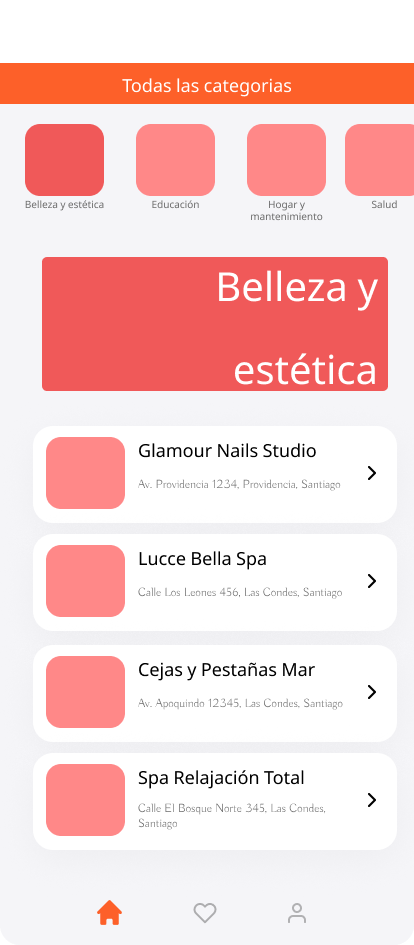 Todas las categorias
Belleza y estética
Educación
Hogar y
mantenimiento
Salud
Belleza y
estética
Glamour Nails Studio
Av. Providencia 1234, Providencia, Santiago
Lucce Bella Spa
Calle Los Leones 456, Las Condes, Santiago
Cejas y Pestañas Mar
Av. Apoquindo 12345, Las Condes, Santiago
Spa Relajación Total
Calle El Bosque Norte 345, Las Condes,
Santiago